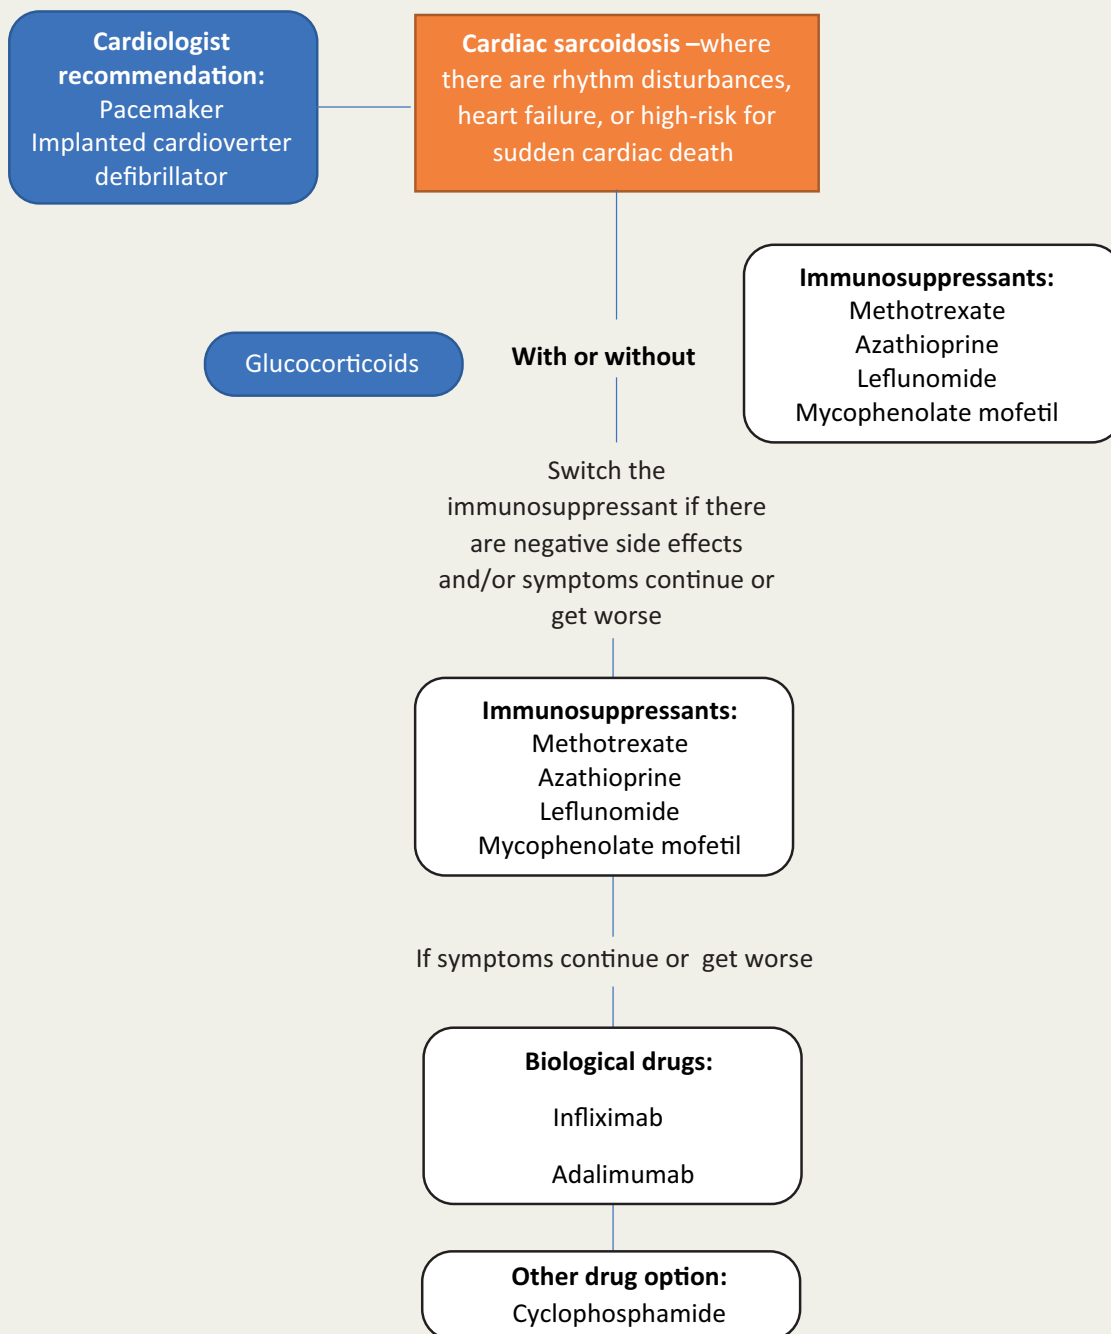 Cardiologist
recommendation:
Pacemaker
Implanted cardioverter
defibrillator
Cardiac sarcoidosis –where
there are rhythm disturbances,
heart failure, or high-risk for
sudden cardiac death
Glucocorticoids
With or without
Immunosuppressants:
Methotrexate
Azathioprine
Leflunomide
Mycophenolate mofetil
Switch the
immunosuppressant if there
are negative side effects
and/or symptoms continue or
get worse
Immunosuppressants:
Methotrexate
Azathioprine
Leflunomide
Mycophenolate mofetil
If symptoms continue or  get worse
Biological drugs:
Infliximab
Adalimumab
Other drug option:
Cyclophosphamide